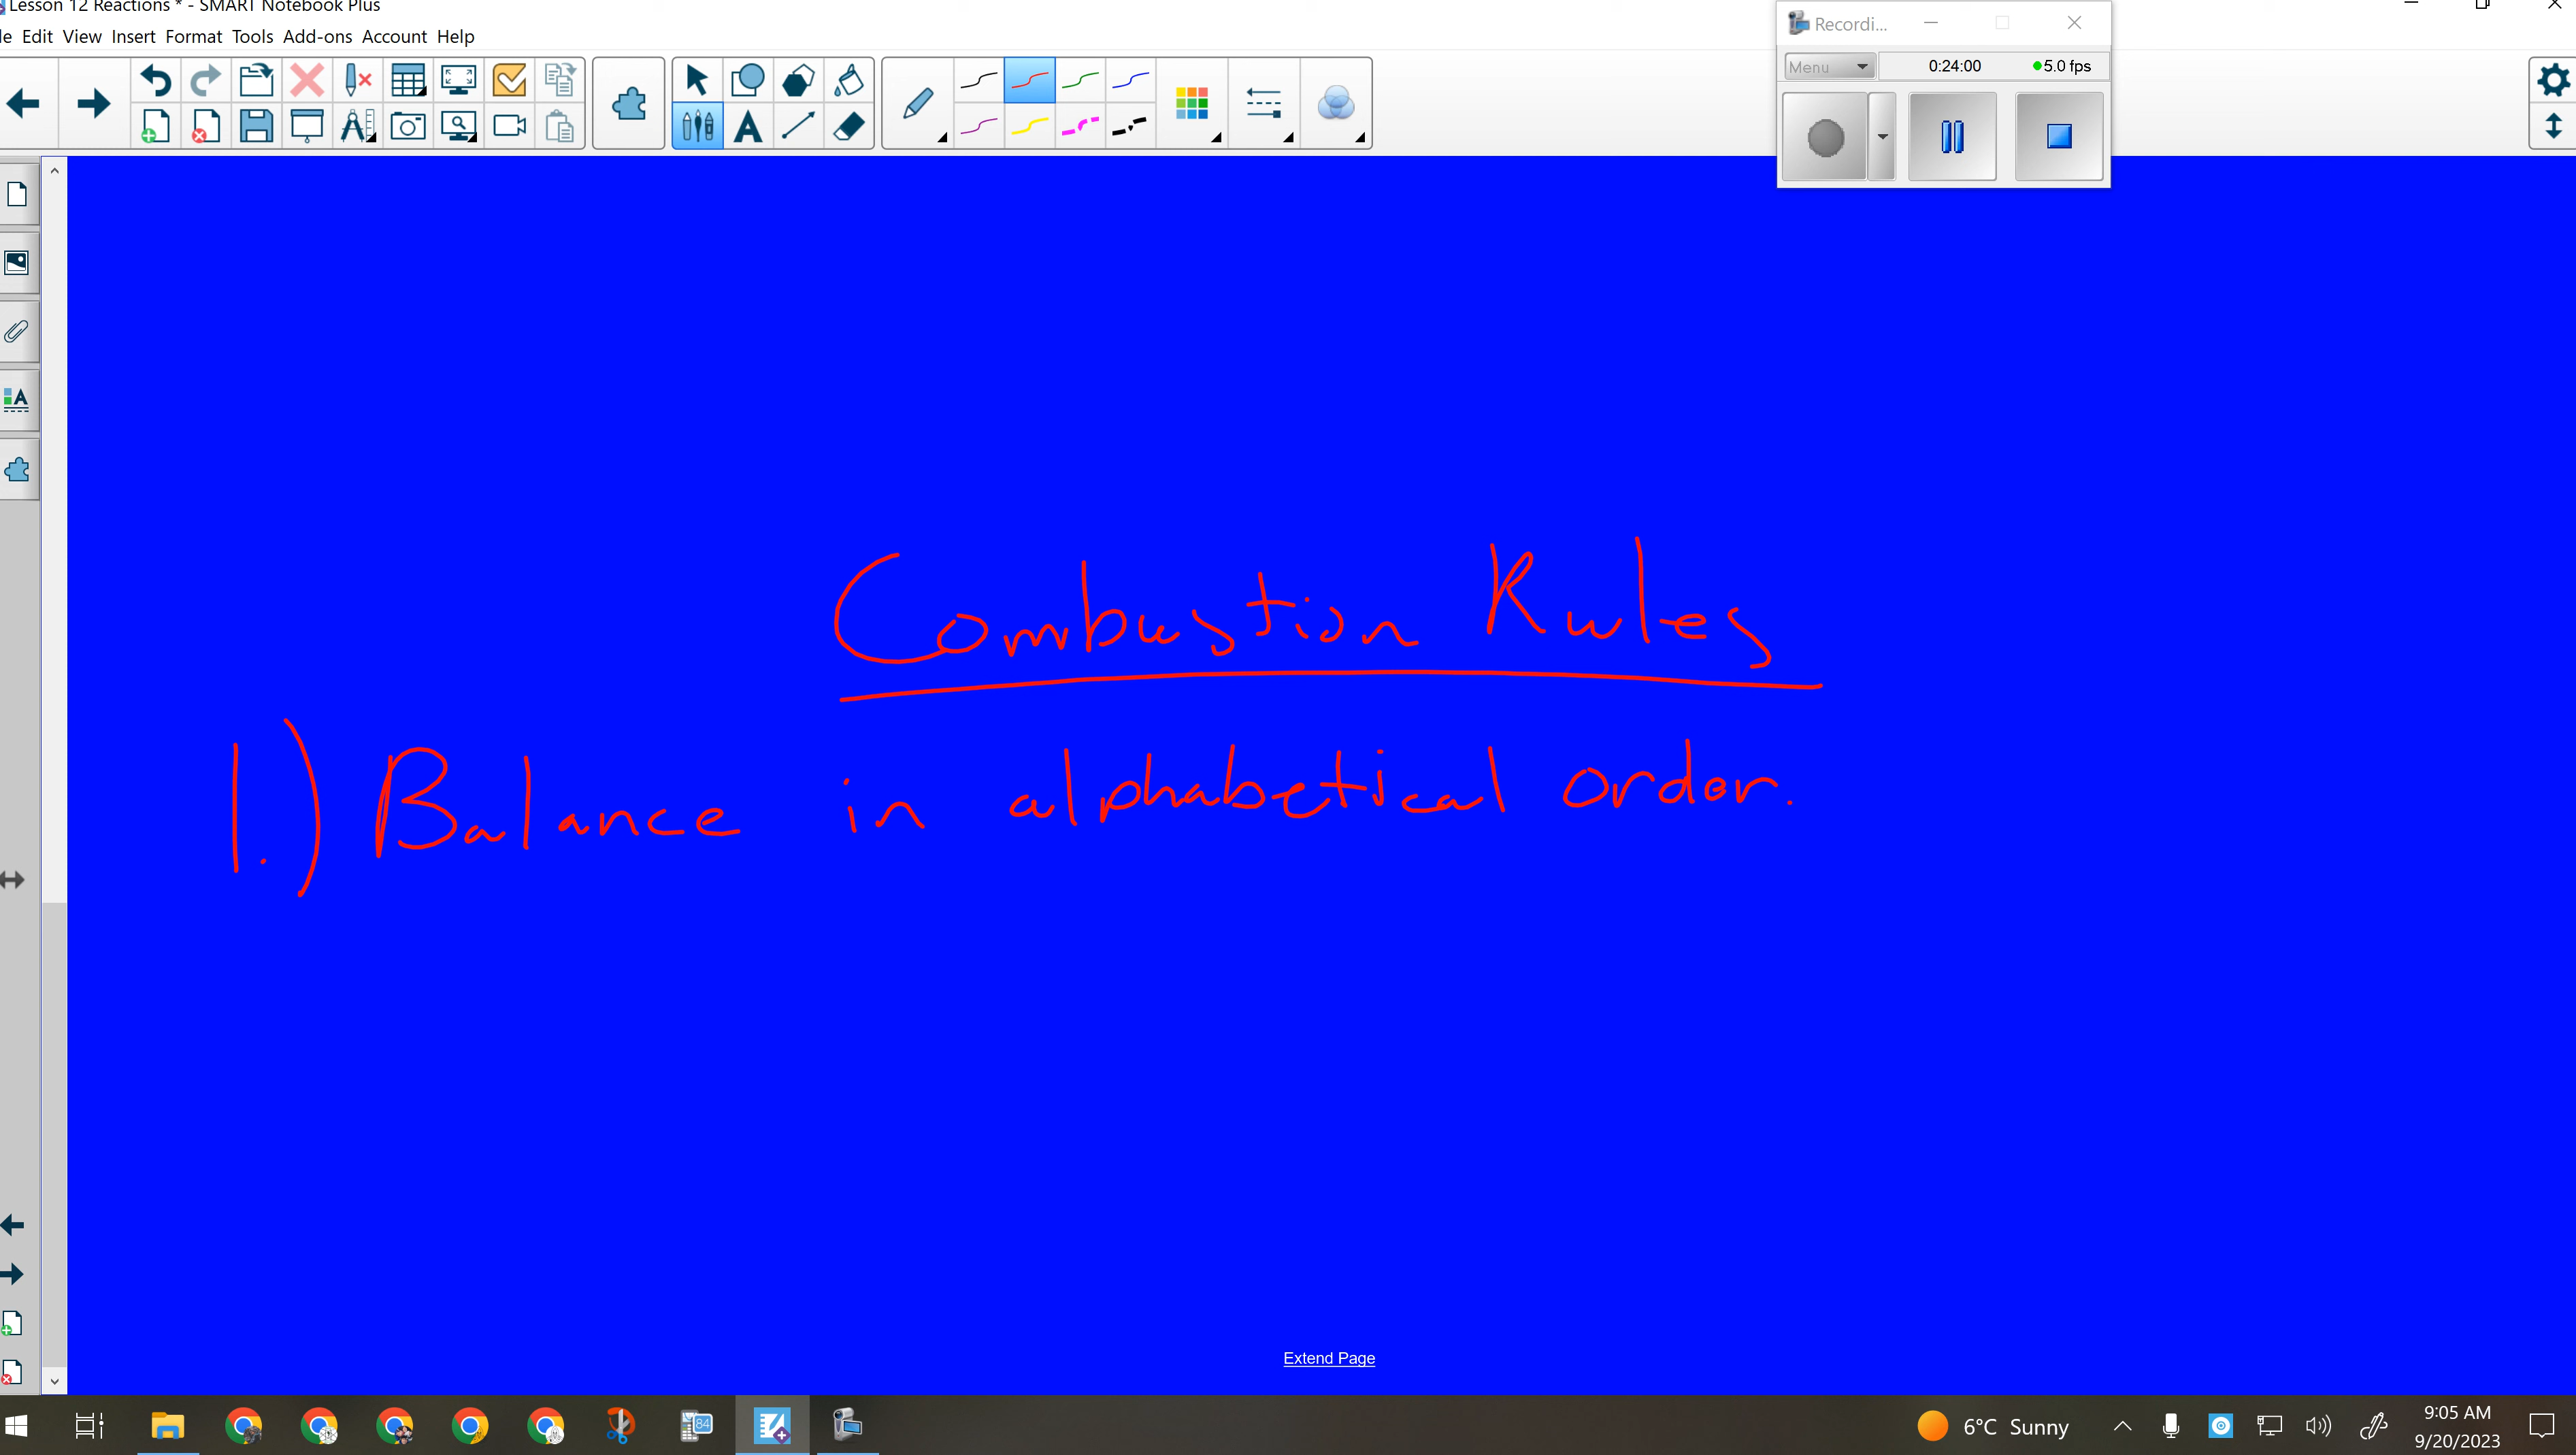 Lesson 12 Reactions * - SMART Notebook Plus
Edit View Insert Format Tools Add-ons Account Help
Recordi...
Menu 0:24:00 5.0 fps
Combustion Rules
1.) Balance in alphabetical order.
Extend Page
84
6°C Sunny
9:05 AM
9/20/2023